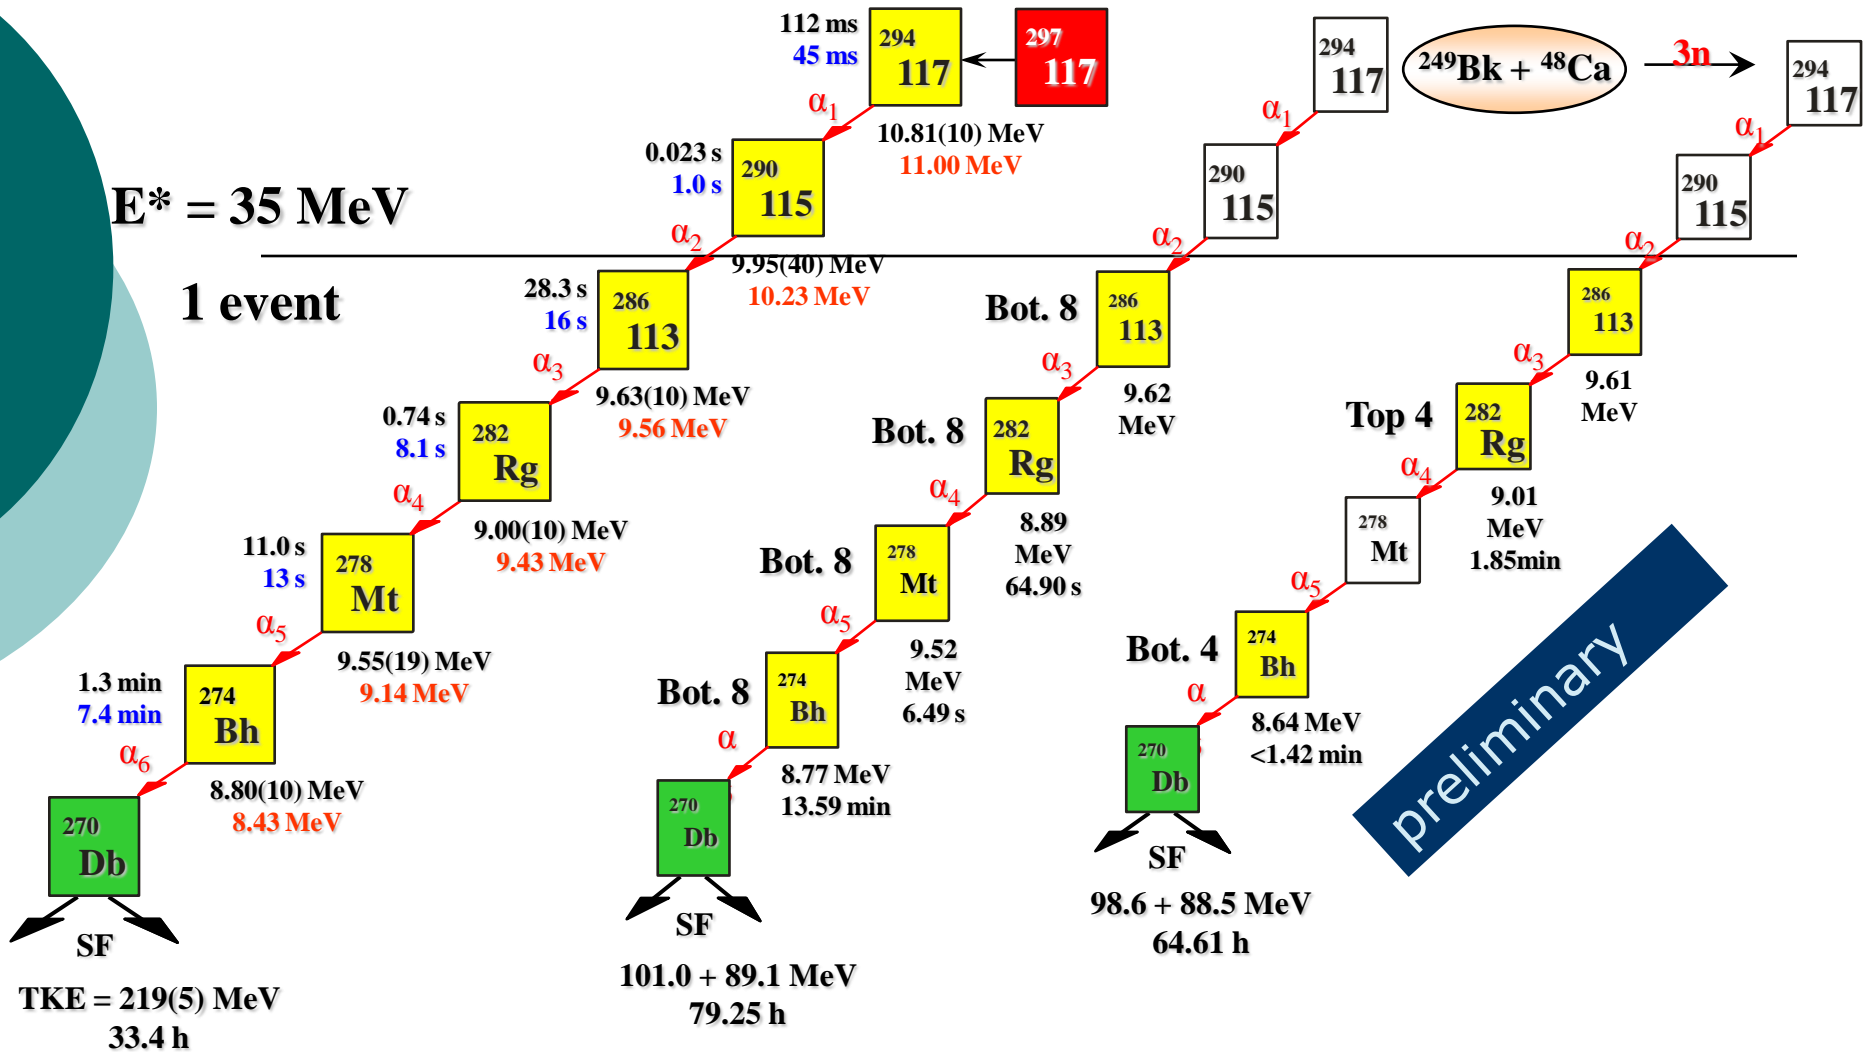 E* = 35 MeV
1 event
112 ms
45 ms
294
117
297
117
α1
10.81(10) MeV
11.00 MeV
0.023 s
1.0 s
290
115
α2
9.95(40) MeV
10.23 MeV
28.3 s
16 s
286
113
α3
9.63(10) MeV
9.56 MeV
0.74 s
8.1 s
282
Rg
α4
9.00(10) MeV
9.43 MeV
11.0 s
13 s
278
Mt
α5
9.55(19) MeV
9.14 MeV
1.3 min
7.4 min
274
Bh
α6
8.80(10) MeV
8.43 MeV
270
Db
SF
TKE = 219(5) MeV
33.4 h
294
117
α1
290
115
α2
Bot. 8
286
113
α3
9.62
MeV
Bot. 8
282
Rg
α4
8.89
MeV
64.90 s
Bot. 8
278
Mt
α5
9.52
MeV
6.49 s
Bot. 8
274
Bh
α
8.77 MeV
13.59 min
270
Db
SF
101.0 + 89.1 MeV
79.25 h
249Bk + 48Ca
3n
294
117
α1
290
115
α2
286
113
α3
9.61
MeV
Top 4
282
Rg
α4
9.01
MeV
1.85min
278
Mt
α5
Bot. 4
274
Bh
α
8.64 MeV
<1.42 min
270
Db
SF
98.6 + 88.5 MeV
64.61 h
preliminary